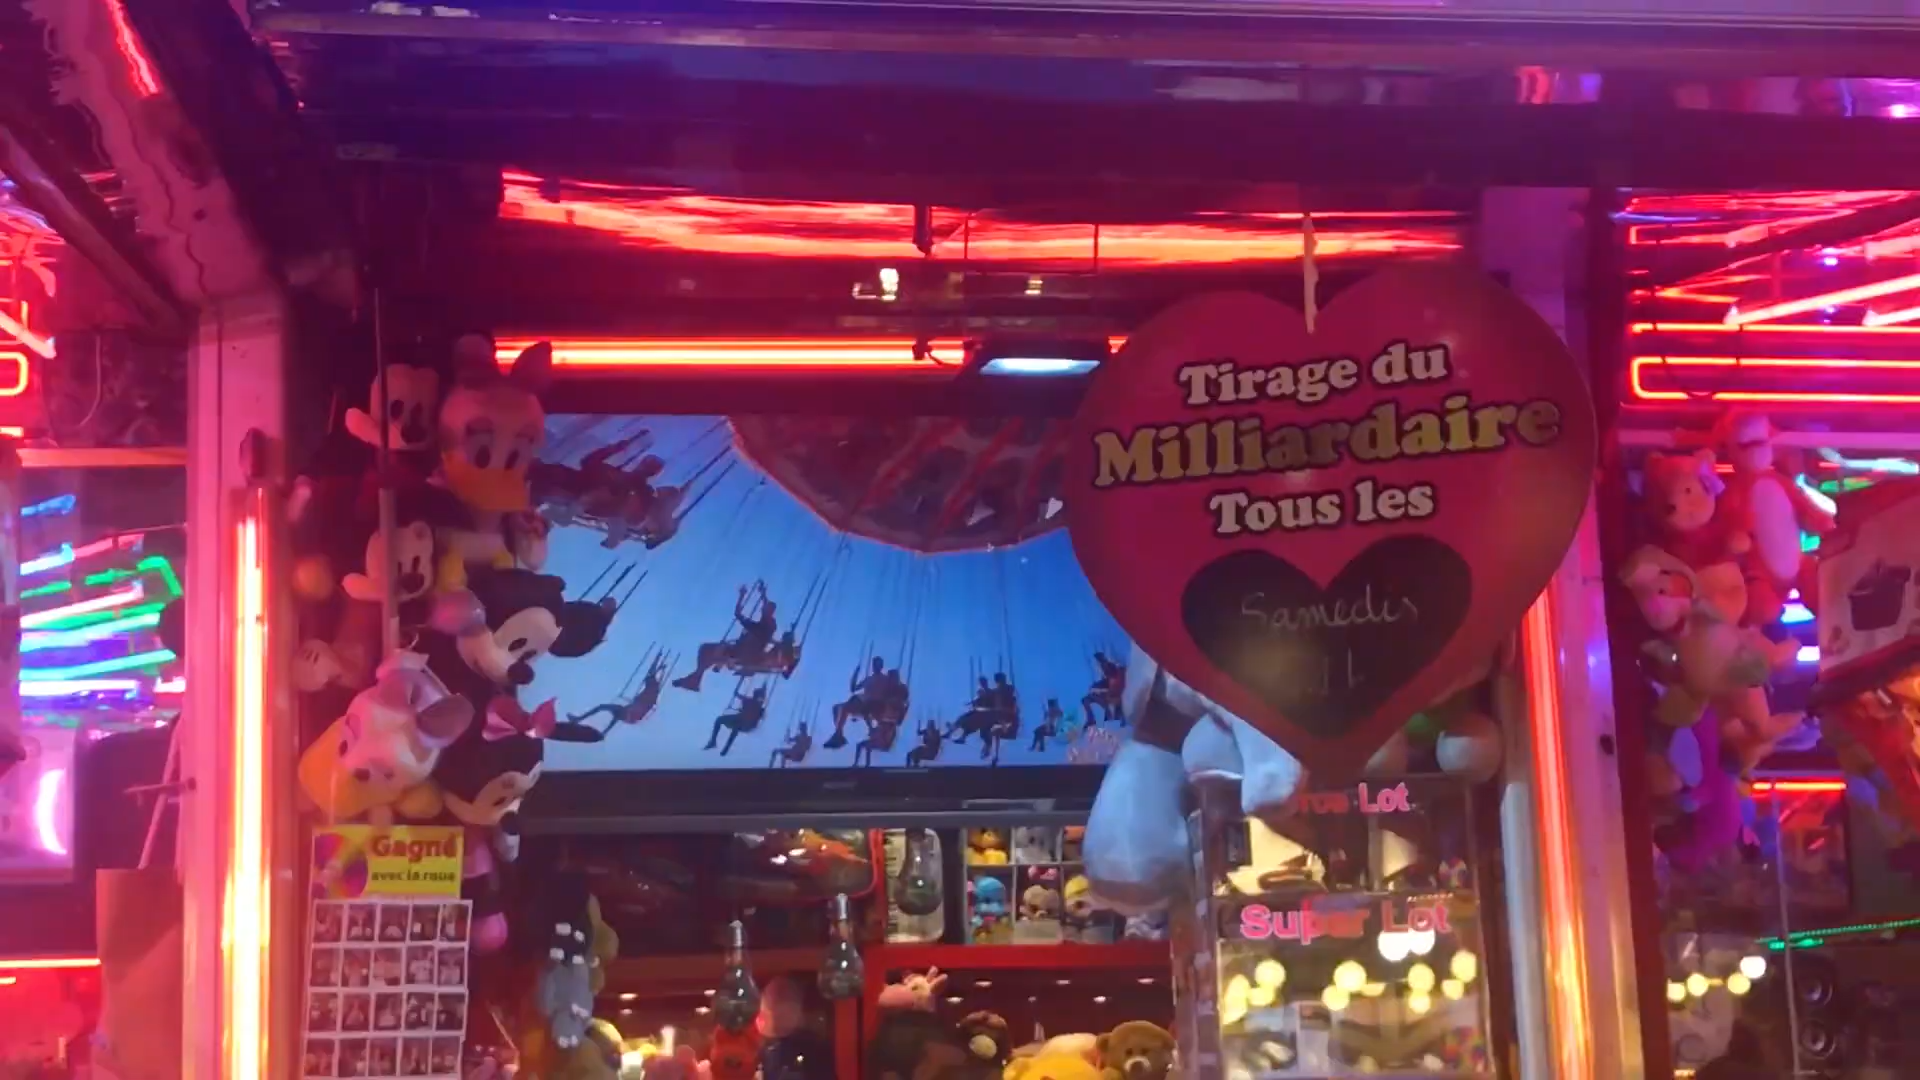 Tirage du
Milliardaire
Tous les
Samedis
Gagné
avec la roue
Lot
Super Lot